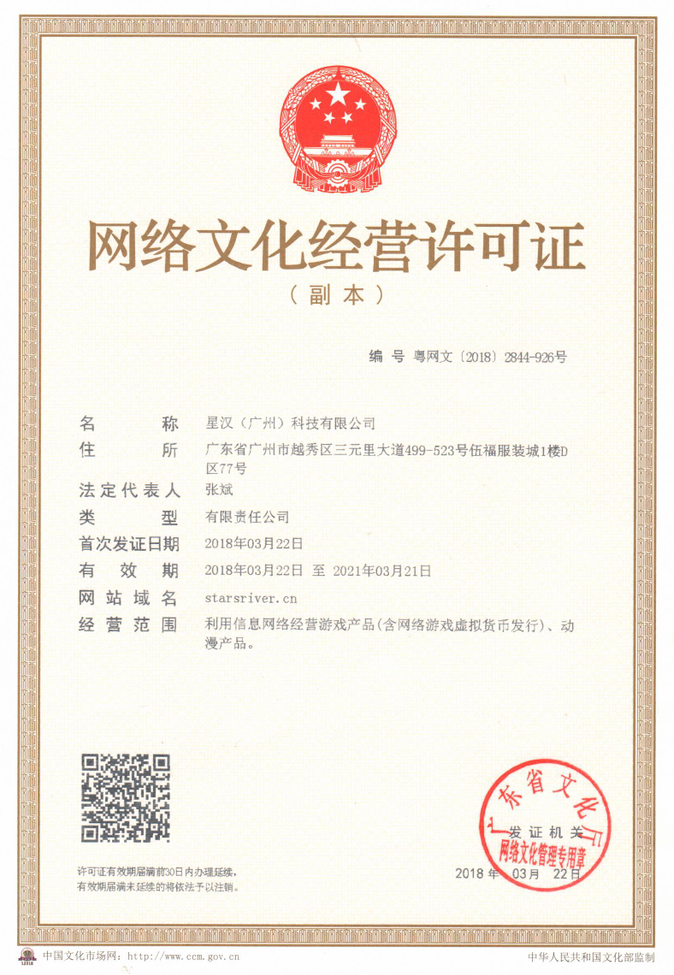 网络文化经营许可证
（副本）
编 号 粤网文〔2018〕2844-926号
名 称 星汉（广州）科技有限公司
住 所 广东省广州市越秀区三元里大道499-523号伍福服装城1楼D
区77号
法定代表人 张斌
类 型 有限责任公司
首次发证日期 2018年03月22日
有 效 期 2018年03月22日 至 2021年03月21日
网站域名 starsriver.cn
经营范围 利用信息网络经营游戏产品(含网络游戏虚拟货币发行)、动
漫产品。
广东省文化厅
发证机关
网络文化管理专用章
2018 年 03月 22日
许可证有效期届满前30日内办理延续，
有效期届满未延续的将依法予以注销。
12318
中国文化市场网：http://www.ccm.gov.cn
中华人民共和国文化部监制